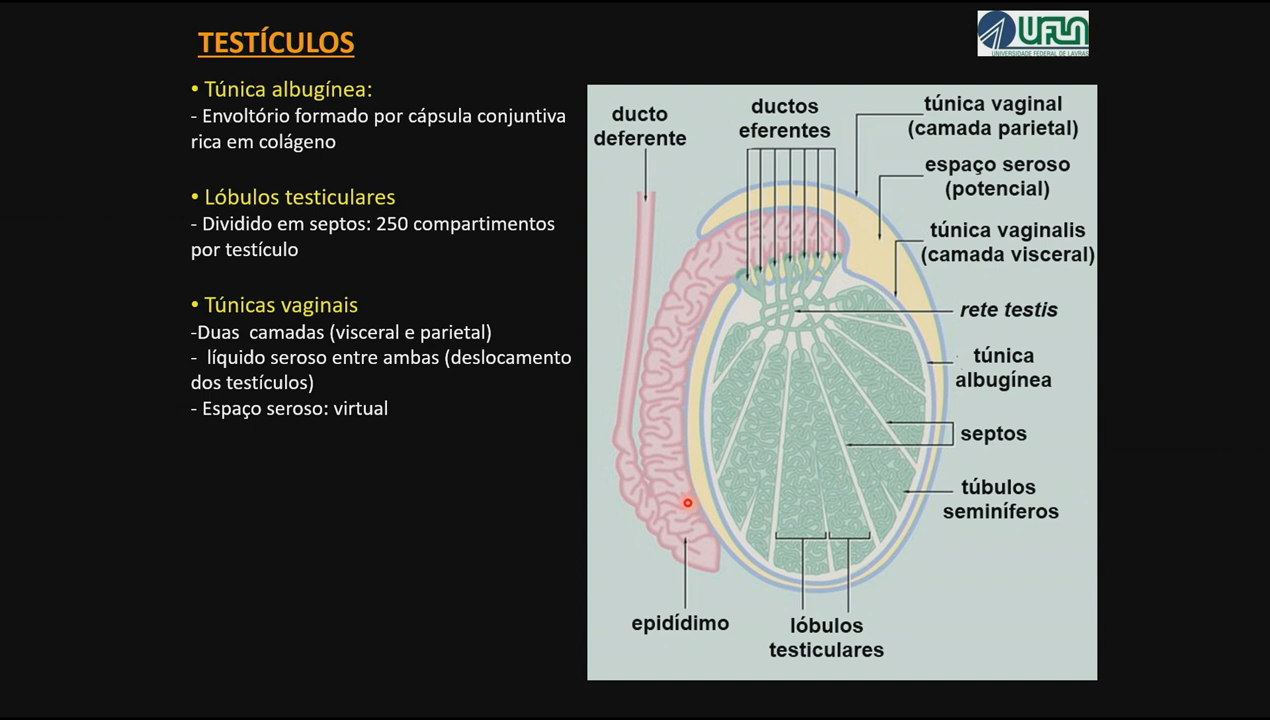 TESTÍCULOS
UFLA
UNIVERSIDADE FEDERAL DE LAVRAS
• Túnica albugínea:
- Envoltório formado por cápsula conjuntiva
rica em colágeno
• Lóbulos testiculares
- Dividido em septos: 250 compartimentos
por testículo
• Túnicas vaginais
-Duas camadas (visceral e parietal)
- líquido seroso entre ambas (deslocamento
dos testículos)
- Espaço seroso: virtual
ducto
deferente
ductos
eferentes
túnica vaginal
(camada parietal)
espaço seroso
(potencial)
túnica vaginalis
(camada visceral)
rete testis
túnica
albugínea
septos
túbulos
seminíferos
epidídimo
lóbulos
testiculares